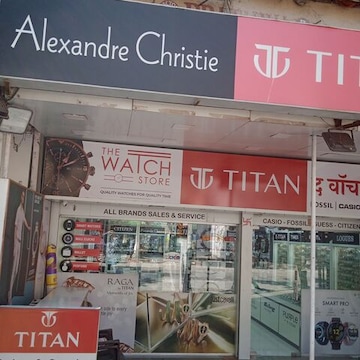 Alexandre Christie
TIT
THE
WATCH
STORE
QUALITY WATCHES FOR QUALITY TIME
TITAN
वॉच
FOSSIL CASIO
ALL BRANDS SALES & SERVICE
CASIO - FOSSIL GUESS - CITIZEN
CITIZEN
RAGA
SMART PRO
TITAN